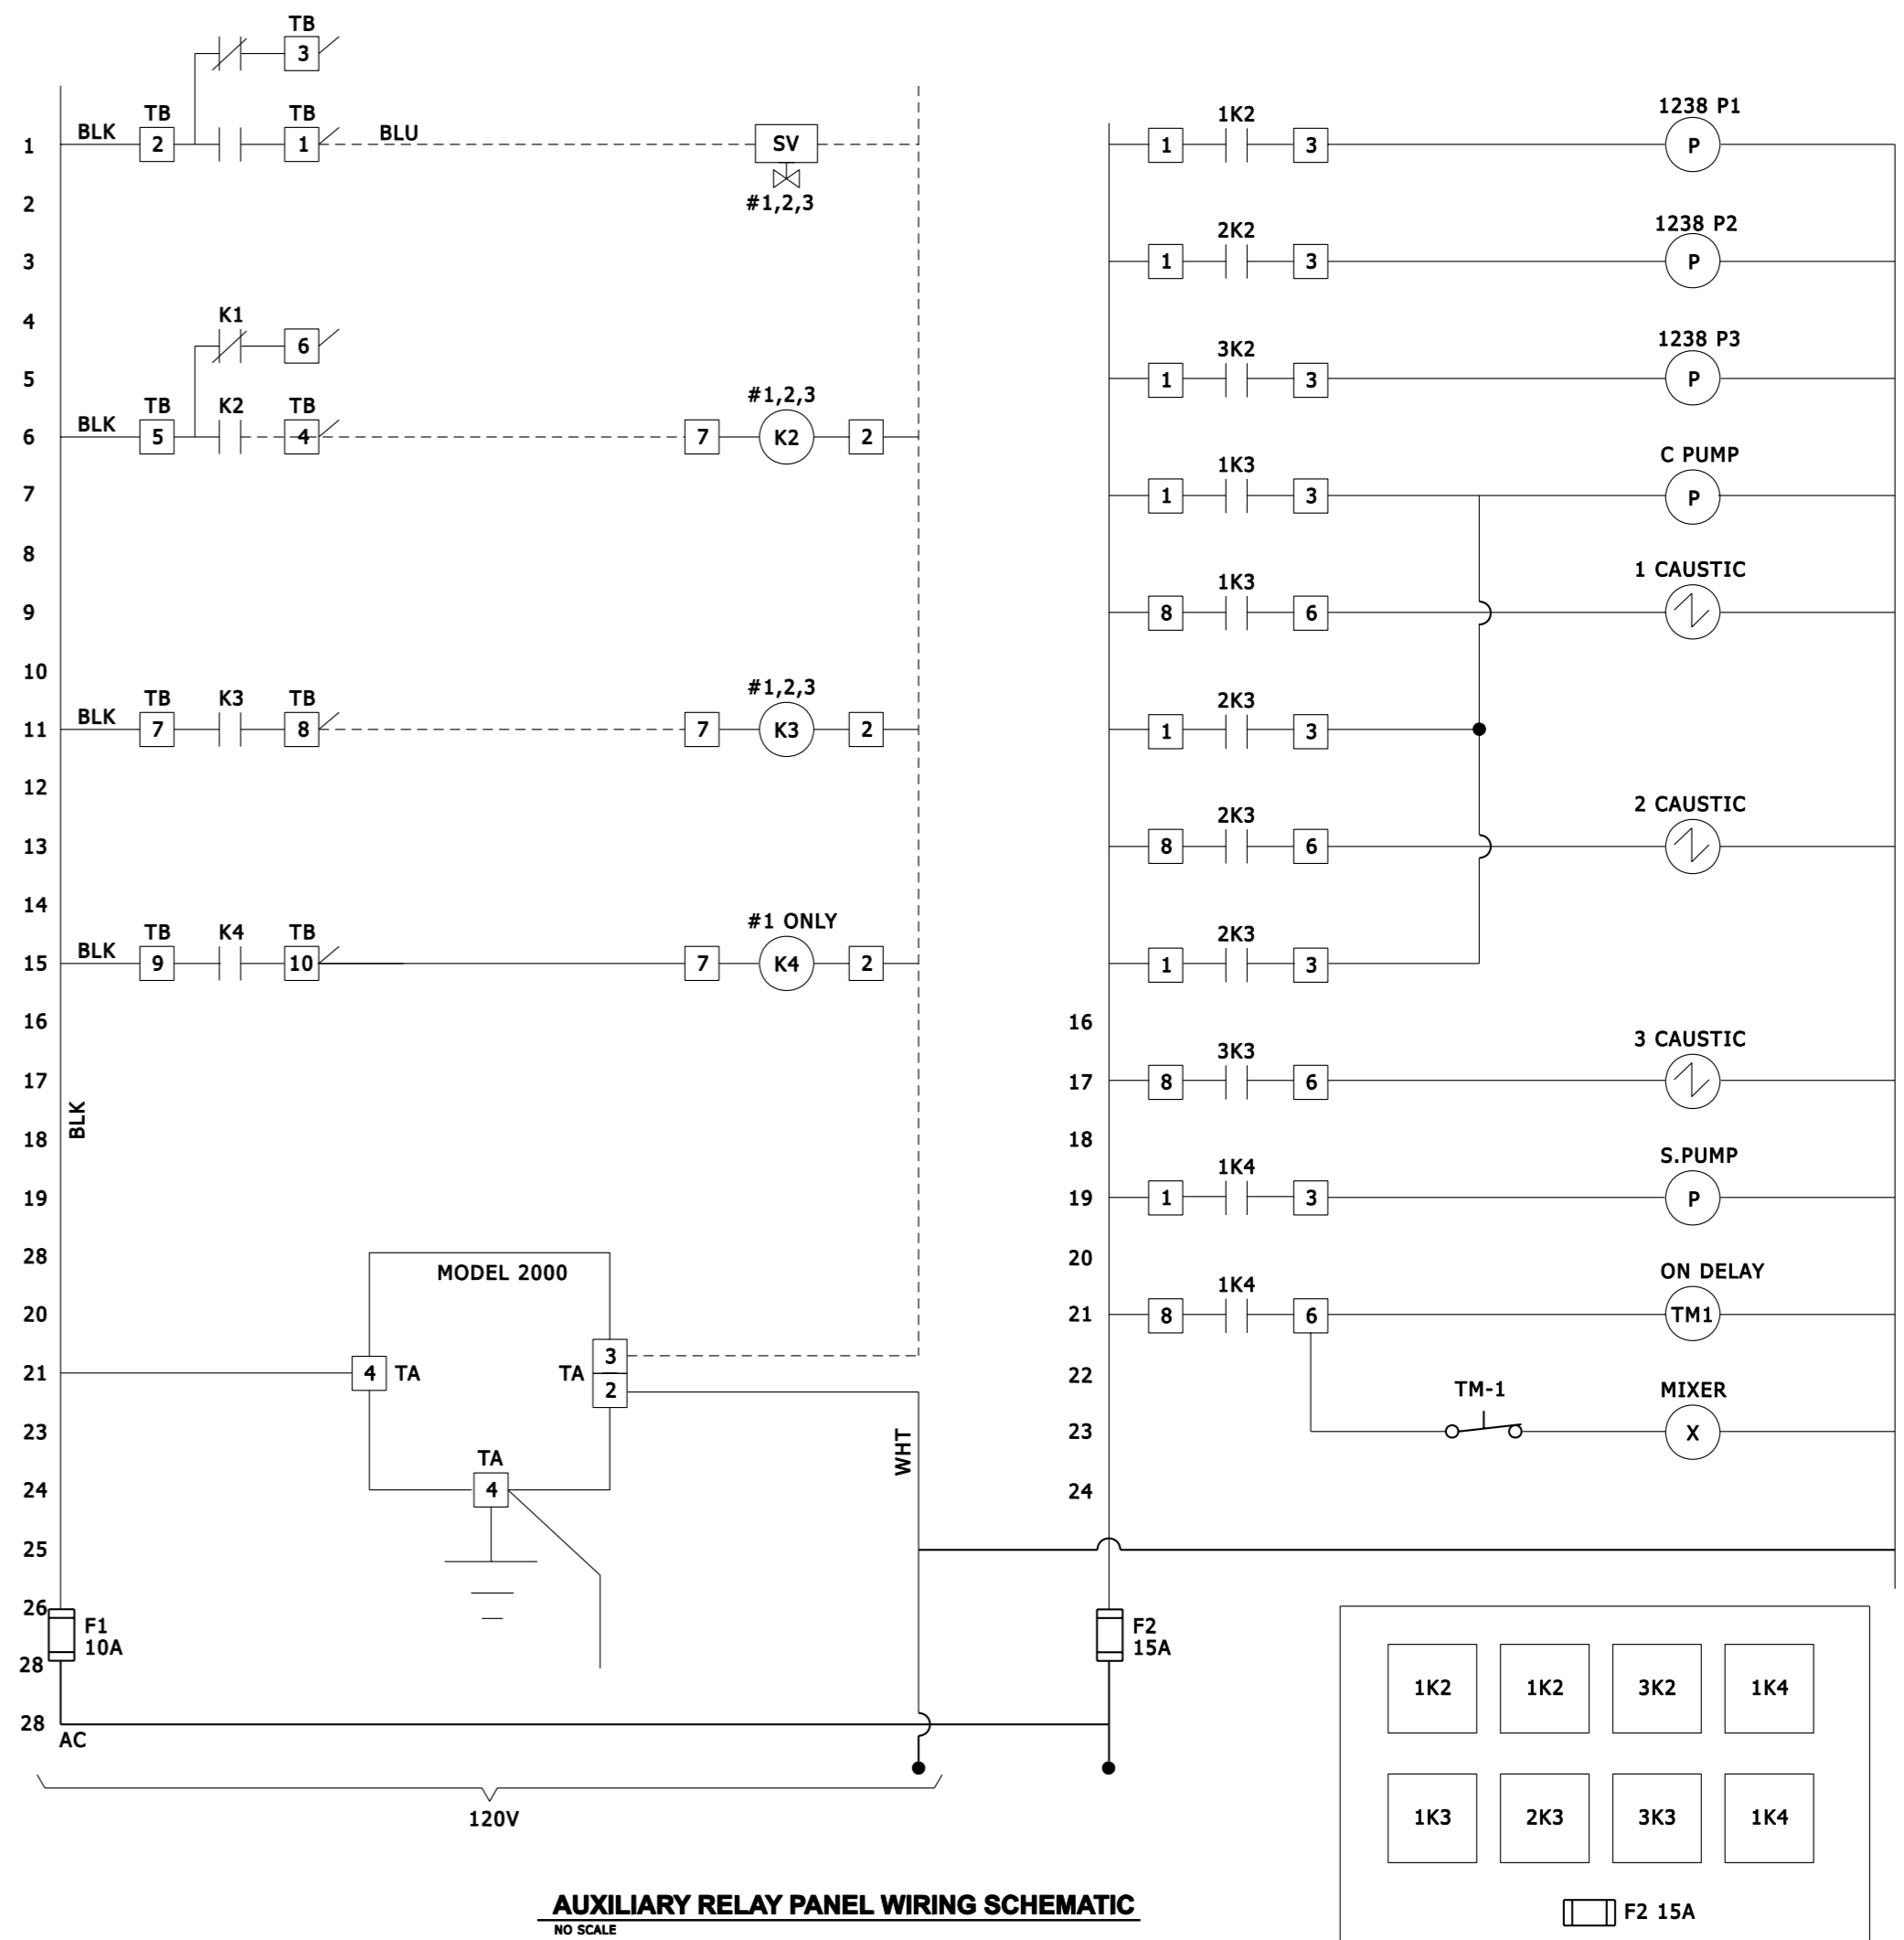 TB
3
TB
TB
1 BLK 2 1 BLU SV
#1,2,3
2
3
4
K1
6
5
TB K2 TB #1,2,3
6 BLK 5 4 7 K2 2
7
8
9
10
TB K3 TB #1,2,3
11 BLK 7 8 7 K3 2
12
13
14
TB K4 TB #1 ONLY
15 BLK 9 10 7 K4 2
16
17
BLK
18
19
28
MODEL 2000
20
3
21 4 TA TA
2
23
WHT
TA
24 4
25
26
F1
10A
28
28
AC
120V
1K2 1238 P1
1 3 P
2K2 1238 P2
1 3 P
3K2 1238 P3
1 3 P
1K3 C PUMP
1 3 P
1K3 1 CAUSTIC
8 6
2K3
1 3
2K3 2 CAUSTIC
8 6
2K3
1 3
16
3K3 3 CAUSTIC
17 8 6
18
1K4 S.PUMP
19 1 3 P
20
1K4 ON DELAY
21 8 6 TM1
22
TM-1 MIXER
23 X
24
F2
15A
1K2 1K2 3K2 1K4
1K3 2K3 3K3 1K4
F2 15A
AUXILIARY RELAY PANEL WIRING SCHEMATIC
NO SCALE